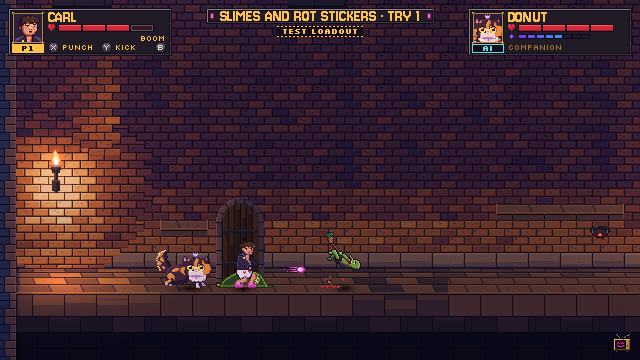 CARL
BOOM
P1
X PUNCH Y KICK B
SLIMES AND ROT STICKERS · TRY 1
TEST LOADOUT
DONUT
AI
COMPANION